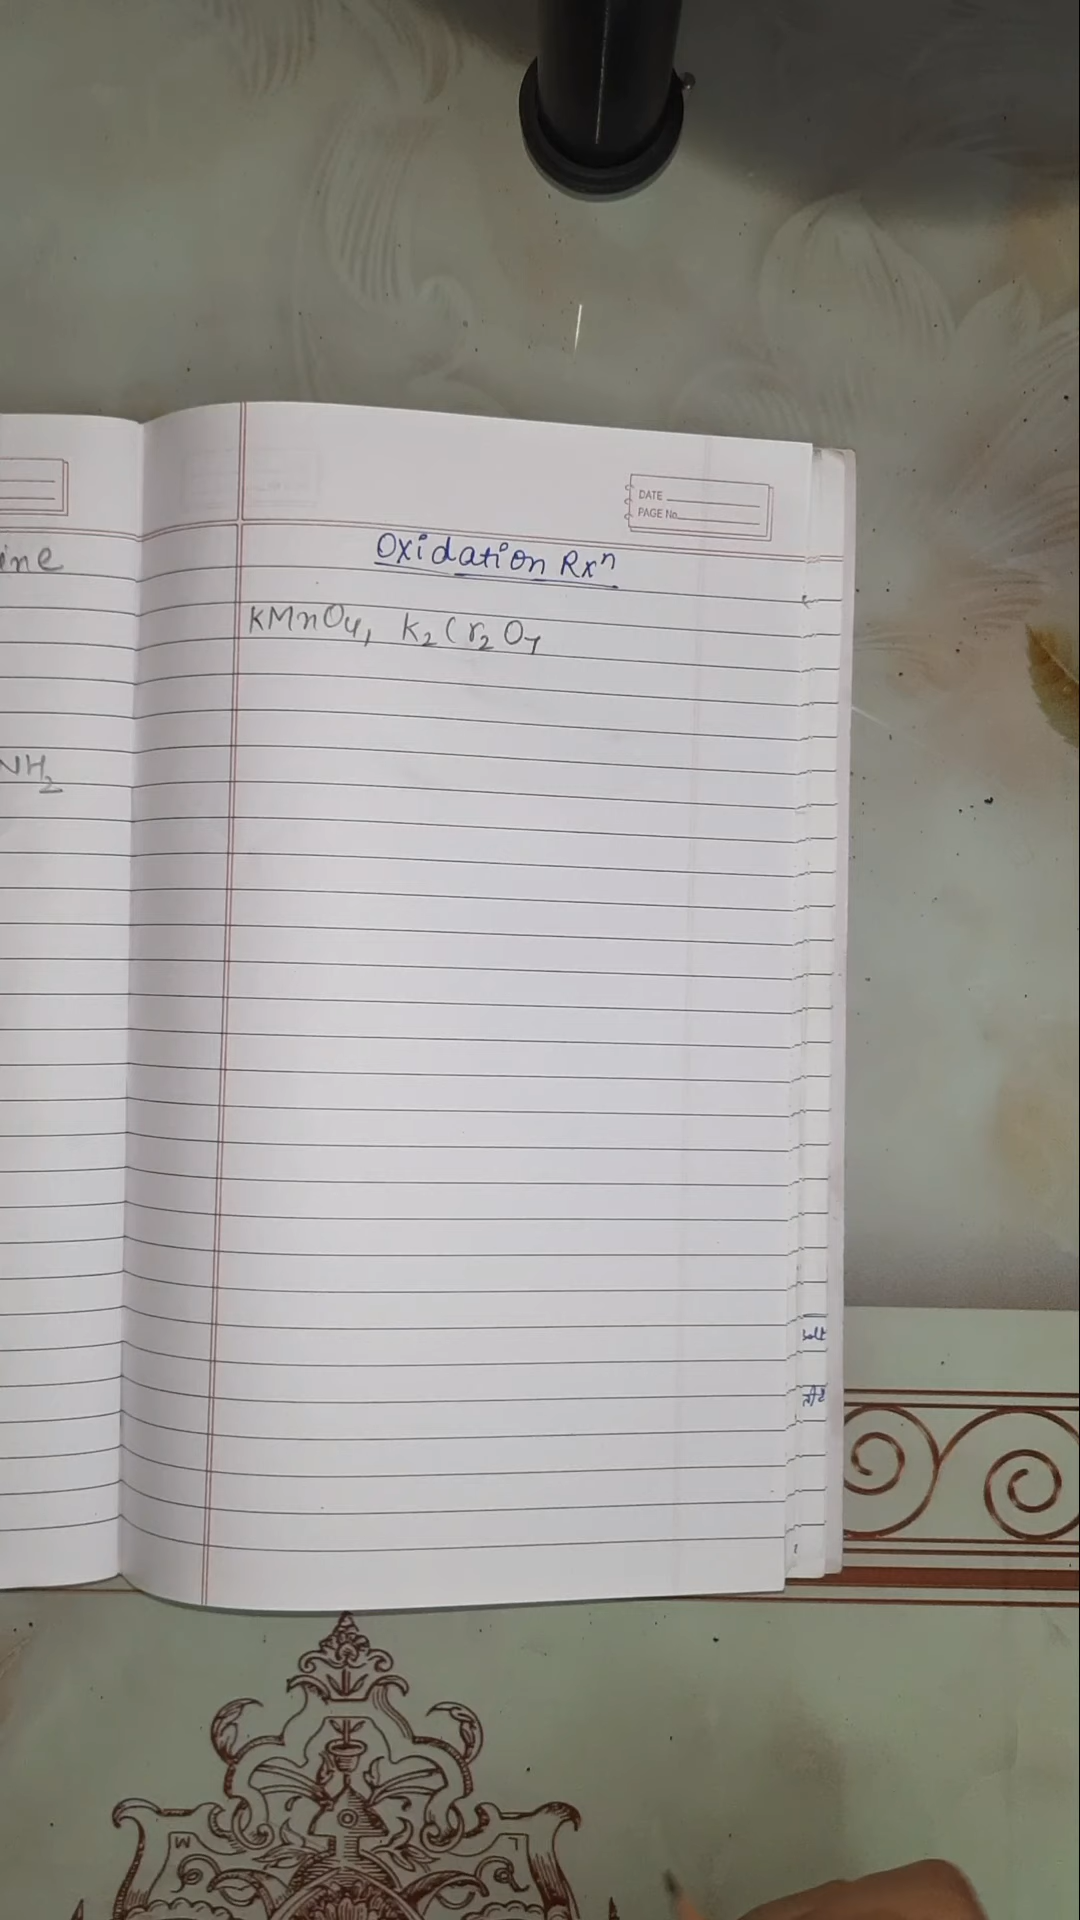 DATE
PAGE No.
ine
Oxidation Rxⁿ
KMnO₄, K₂Cr₂O₇
NH₂